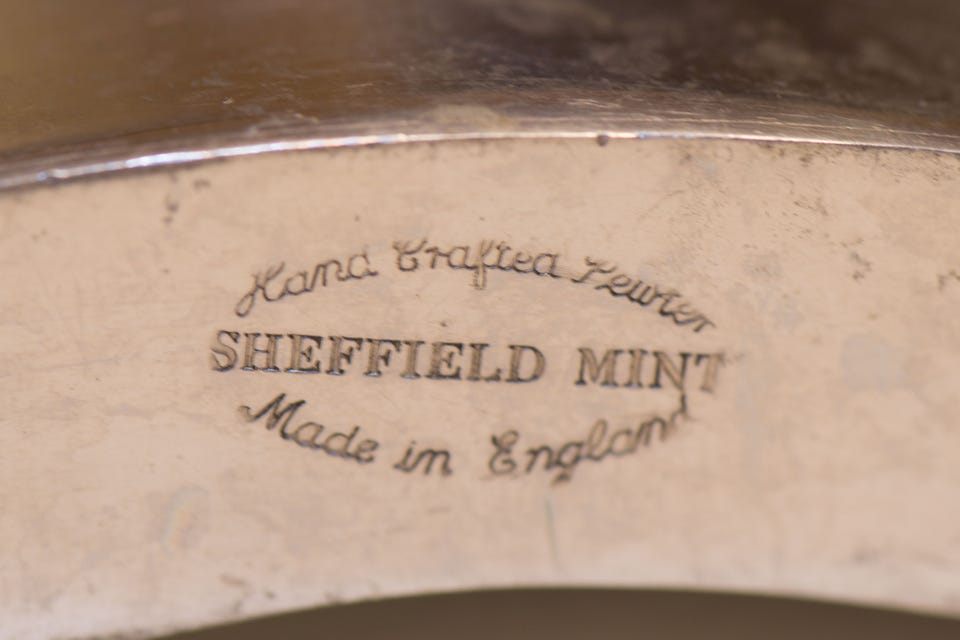 Hand Crafted Pewter
SHEFFIELD MINT
Made in England